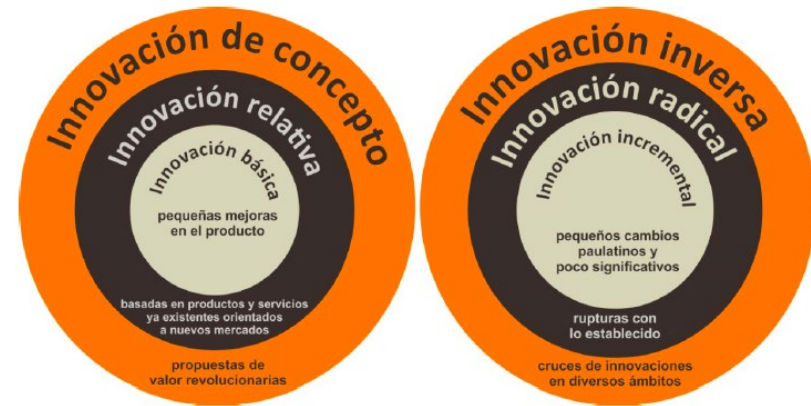 Innovación de concepto
Innovación relativa
Innovación básica
pequeñas mejoras
en el producto
basadas en productos y servicios
ya existentes orientados
a nuevos mercados
propuestas de
valor revolucionarias
Innovación inversa
Innovación radical
Innovación incremental
pequeños cambios
paulatinos y
poco significativos
rupturas con
lo establecido
cruces de innovaciones
en diversos ámbitos